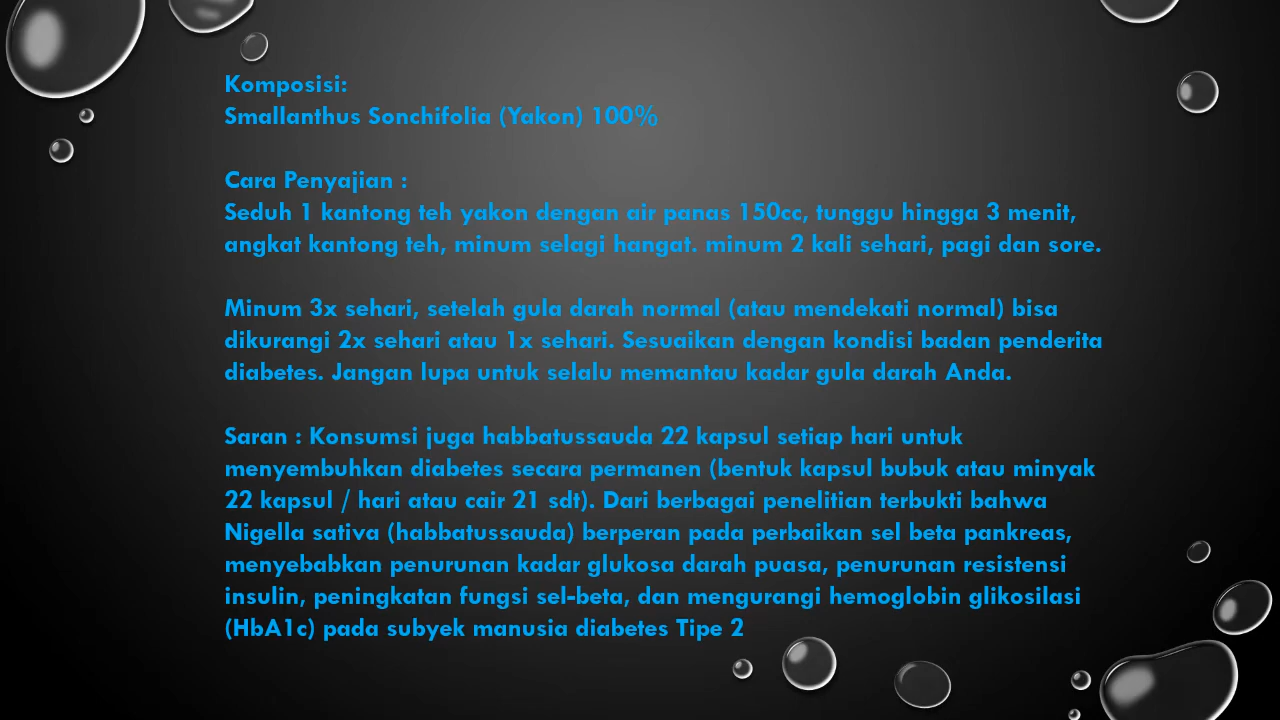 Komposisi:
Smallanthus Sonchifolia (Yakon) 100%
Cara Penyajian :
Seduh 1 kantong teh yakon dengan air panas 150cc, tunggu hingga 3 menit,
angkat kantong teh, minum selagi hangat. minum 2 kali sehari, pagi dan sore.
Minum 3x sehari, setelah gula darah normal (atau mendekati normal) bisa
dikurangi 2x sehari atau 1x sehari. Sesuaikan dengan kondisi badan penderita
diabetes. Jangan lupa untuk selalu memantau kadar gula darah Anda.
Saran : Konsumsi juga habbatussauda 22 kapsul setiap hari untuk
menyembuhkan diabetes secara permanen (bentuk kapsul bubuk atau minyak
22 kapsul / hari atau cair 21 sdt). Dari berbagai penelitian terbukti bahwa
Nigella sativa (habbatussauda) berperan pada perbaikan sel beta pankreas,
menyebabkan penurunan kadar glukosa darah puasa, penurunan resistensi
insulin, peningkatan fungsi sel-beta, dan mengurangi hemoglobin glikosilasi
(HbA1c) pada subyek manusia diabetes Tipe 2